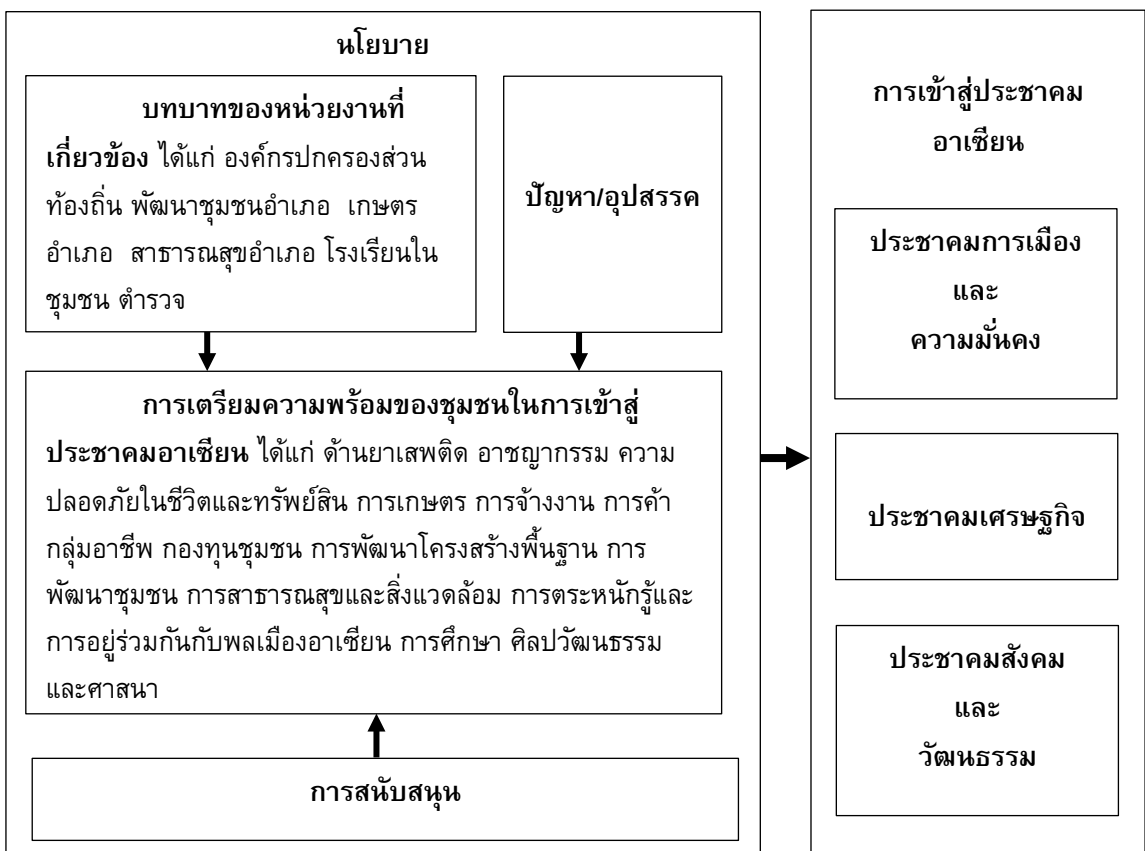 นโยบาย
บทบาทของหน่วยงานที่
เกี่ยวข้อง ได้แก่ องค์กรปกครองส่วน
ท้องถิ่น พัฒนาชุมชนอำเภอ เกษตร
อำเภอ สาธารณสุขอำเภอ โรงเรียนใน
ชุมชน ตำรวจ
ปัญหา/อุปสรรค
การเตรียมความพร้อมของชุมชนในการเข้าสู่
ประชาคมอาเซียน ได้แก่ ด้านยาเสพติด อาชญากรรม ความ
ปลอดภัยในชีวิตและทรัพย์สิน การเกษตร การจ้างงาน การค้า
กลุ่มอาชีพ กองทุนชุมชน การพัฒนาโครงสร้างพื้นฐาน การ
พัฒนาชุมชน การสาธารณสุขและสิ่งแวดล้อม การตระหนักรู้และ
การอยู่ร่วมกันกับพลเมืองอาเซียน การศึกษา ศิลปวัฒนธรรม
และศาสนา
การสนับสนุน
การเข้าสู่ประชาคม
อาเซียน
ประชาคมการเมือง
และ
ความมั่นคง
ประชาคมเศรษฐกิจ
ประชาคมสังคม
และ
วัฒนธรรม